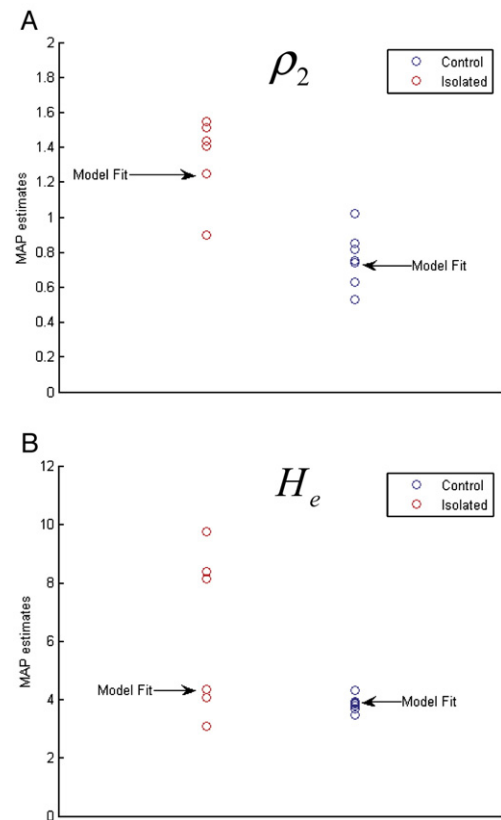 A
ρ₂
Control
Isolated
MAP estimates
2
1.8
1.6
1.4
1.2
1
0.8
0.6
0.4
0.2
0
Model Fit
Model Fit
B
Hₑ
Control
Isolated
MAP estimates
12
10
8
6
4
2
0
Model Fit
Model Fit